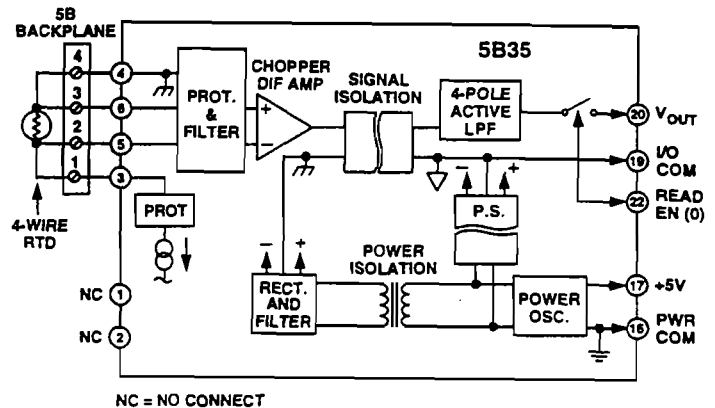 5B
BACKPLANE
5B35
4
3
2
1
4
6
5
3
4-WIRE
RTD
PROT.
&
FILTER
CHOPPER
DIF AMP
+
−
SIGNAL
ISOLATION
4-POLE
ACTIVE
LPF
20 VOUT
19 I/O
COM
22 READ
EN (0)
PROT
− +
P.S.
− +
RECT.
AND
FILTER
POWER
ISOLATION
POWER
OSC.
17 +5V
16 PWR
COM
NC 1
NC 2
NC = NO CONNECT